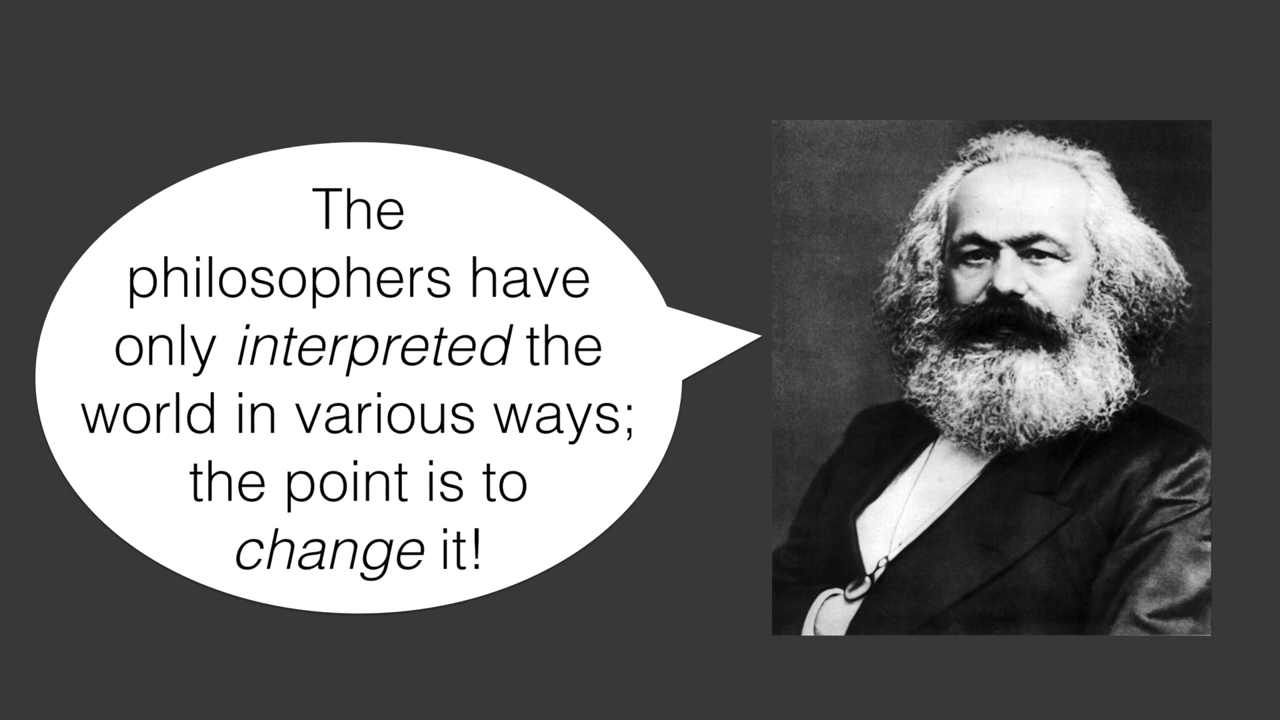 The
philosophers have
only interpreted the
world in various ways;
the point is to
change it!